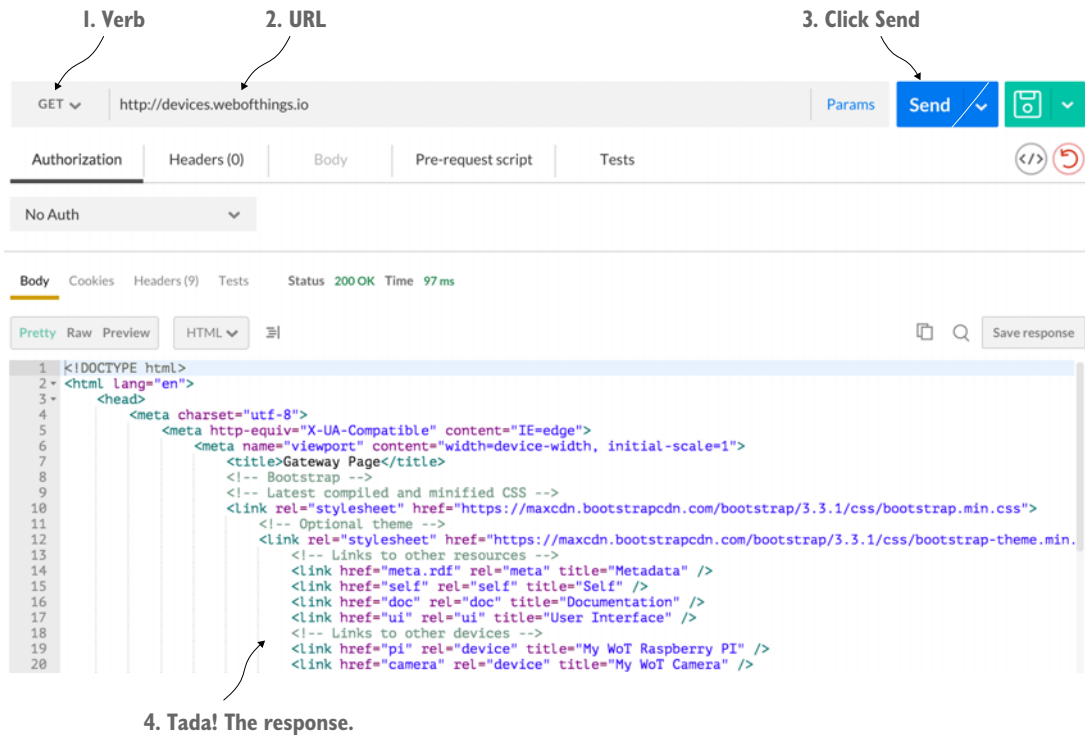 1. Verb
2. URL
3. Click Send
GET
http://devices.webofthings.io
Params
Send
Authorization
Headers (0)
Body
Pre-request script
Tests
</>
No Auth
Body
Cookies
Headers (9)
Tests
Status 200 OK Time 97 ms
Pretty Raw Preview
HTML
Save response
1 <!DOCTYPE html>
2 <html lang="en">
3 <head>
4 <meta charset="utf-8">
5 <meta http-equiv="X-UA-Compatible" content="IE=edge">
6 <meta name="viewport" content="width=device-width, initial-scale=1">
7 <title>Gateway Page</title>
8 <!-- Bootstrap -->
9 <!-- Latest compiled and minified CSS -->
10 <link rel="stylesheet" href="https://maxcdn.bootstrapcdn.com/bootstrap/3.3.1/css/bootstrap.min.css">
11 <!-- Optional theme -->
12 <link rel="stylesheet" href="https://maxcdn.bootstrapcdn.com/bootstrap/3.3.1/css/bootstrap-theme.min.
13 <!-- Links to other resources -->
14 <link href="meta.rdf" rel="meta" title="Metadata" />
15 <link href="self" rel="self" title="Self" />
16 <link href="doc" rel="doc" title="Documentation" />
17 <link href="ui" rel="ui" title="User Interface" />
18 <!-- Links to other devices -->
19 <link href="pi" rel="device" title="My WoT Raspberry PI" />
20 <link href="camera" rel="device" title="My WoT Camera" />
4. Tada! The response.